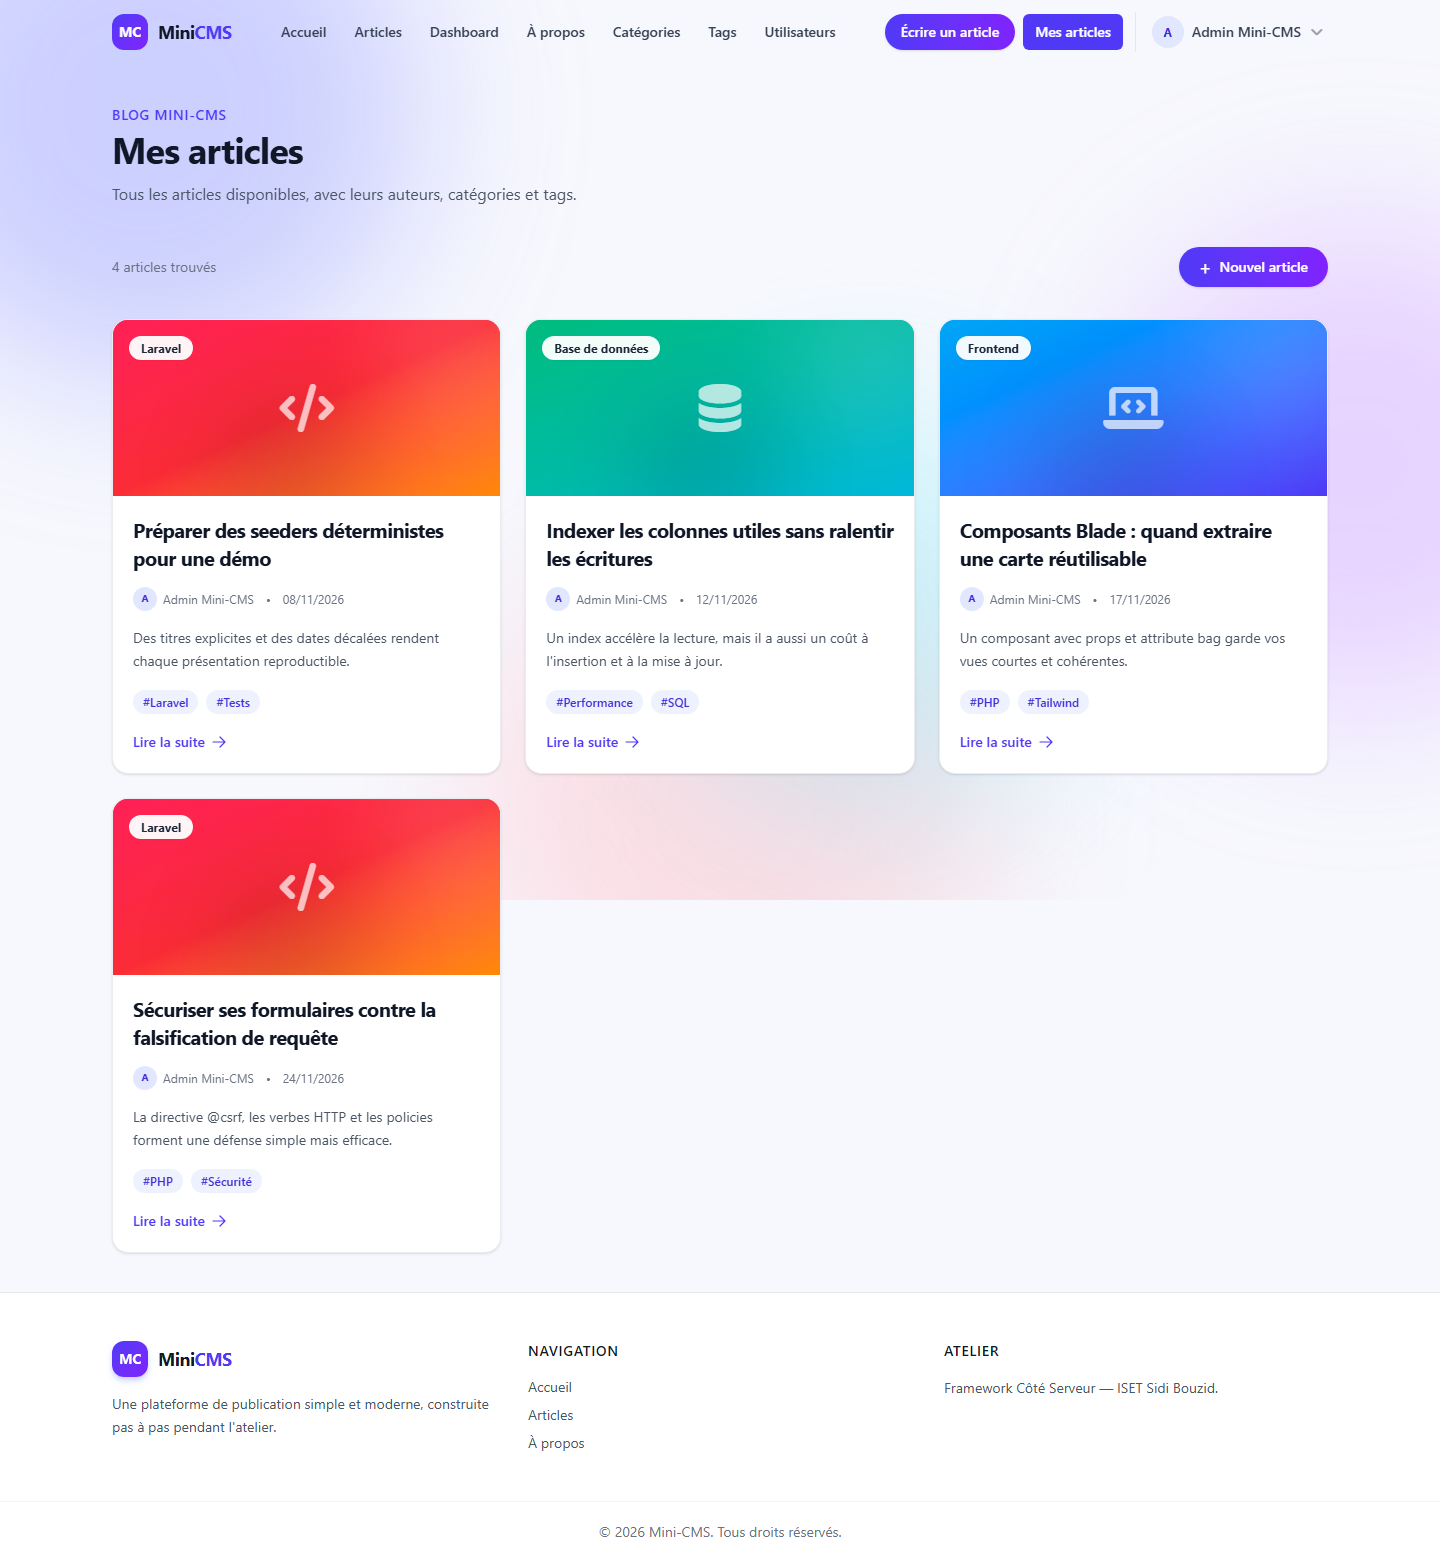 MC MiniCMS Accueil Articles Dashboard À propos Catégories Tags Utilisateurs Écrire un article Mes articles A Admin Mini-CMS
BLOG MINI-CMS
Mes articles
Tous les articles disponibles, avec leurs auteurs, catégories et tags.
4 articles trouvés
+ Nouvel article
Laravel
Préparer des seeders déterministes
pour une démo
A Admin Mini-CMS • 08/11/2026
Des titres explicites et des dates décalées rendent
chaque présentation reproductible.
#Laravel #Tests
Lire la suite →
Base de données
Indexer les colonnes utiles sans ralentir
les écritures
A Admin Mini-CMS • 12/11/2026
Un index accélère la lecture, mais il a aussi un coût à
l'insertion et à la mise à jour.
#Performance #SQL
Lire la suite →
Frontend
Composants Blade : quand extraire
une carte réutilisable
A Admin Mini-CMS • 17/11/2026
Un composant avec props et attribute bag garde vos
vues courtes et cohérentes.
#PHP #Tailwind
Lire la suite →
Laravel
Sécuriser ses formulaires contre la
falsification de requête
A Admin Mini-CMS • 24/11/2026
La directive @csrf, les verbes HTTP et les policies
forment une défense simple mais efficace.
#PHP #Sécurité
Lire la suite →
MC MiniCMS
Une plateforme de publication simple et moderne, construite
pas à pas pendant l'atelier.
NAVIGATION
Accueil
Articles
À propos
ATELIER
Framework Côté Serveur — ISET Sidi Bouzid.
© 2026 Mini-CMS. Tous droits réservés.